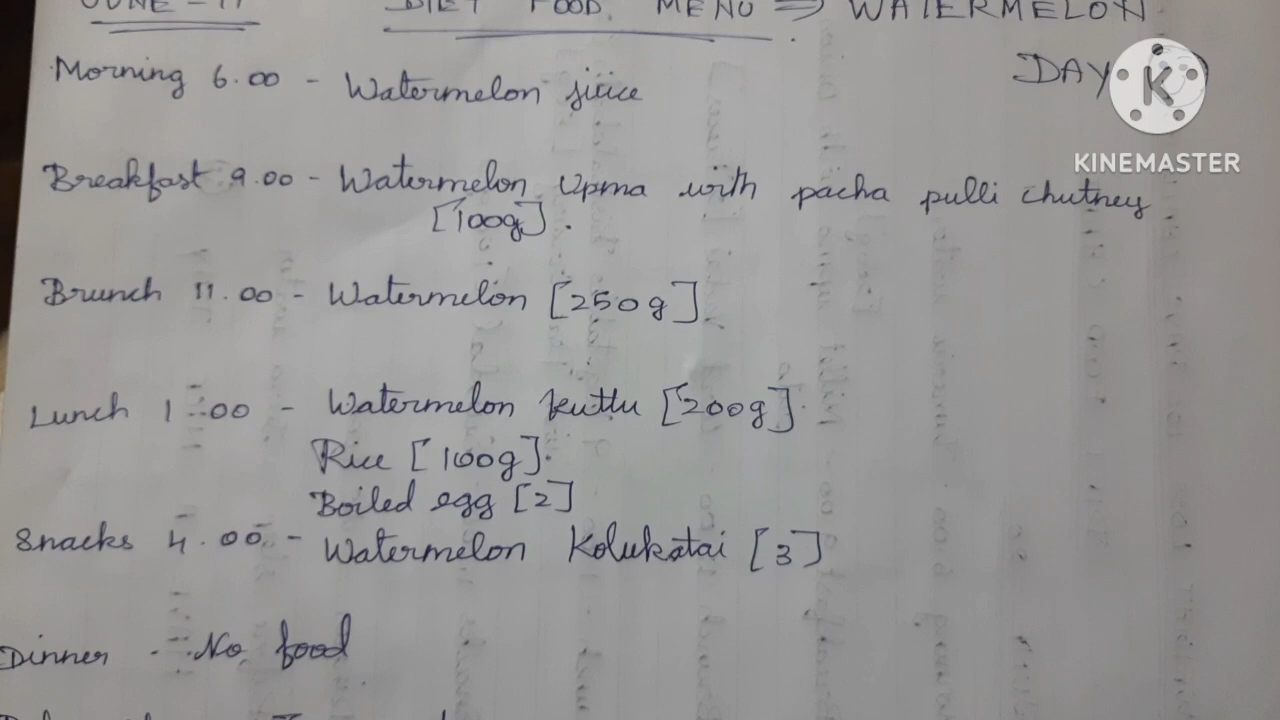 JUNE - 11 DIET FOOD MENU ⇒ WATERMELON
DAY
KINEMASTER
Morning 6.00 - Watermelon juice
Breakfast 9.00 - Watermelon Upma with pacha pulli chutney
[100g].
Brunch 11.00 - Watermelon [250g]
Lunch 1.00 - Watermelon kuttu [200g].
Rice [100g].
Boiled egg [2]
Snacks 4.00 - Watermelon Kolukatai [3]
Dinner - No food